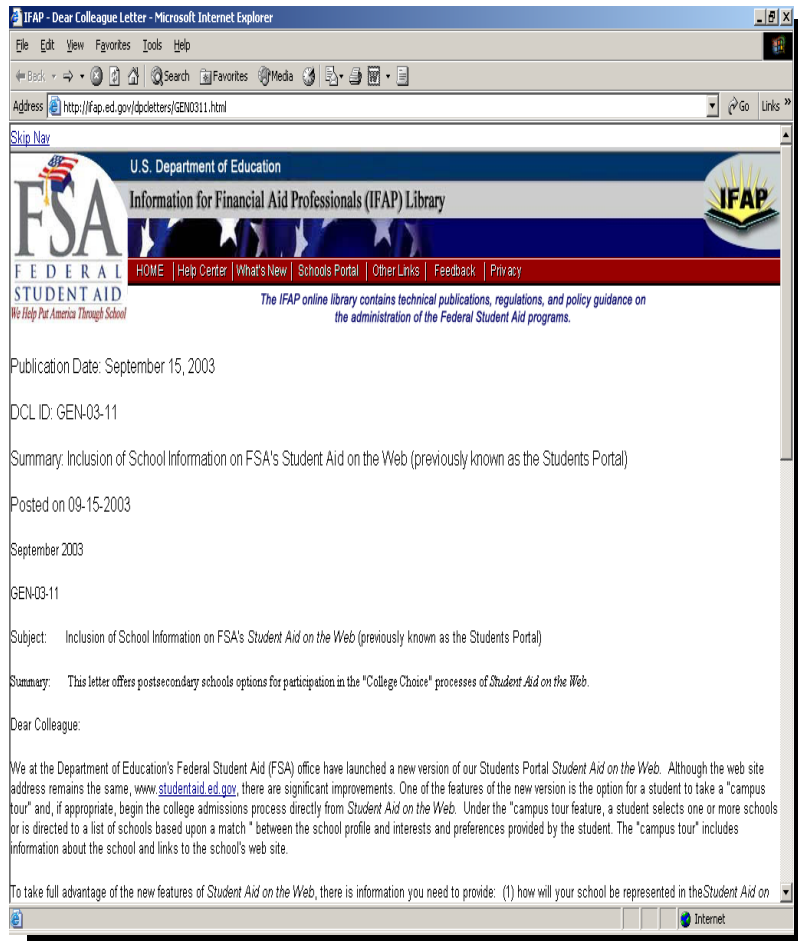 IFAP - Dear Colleague Letter - Microsoft Internet Explorer
File Edit View Favorites Tools Help
Back Search Favorites Media
Address http://ifap.ed.gov/dpcletters/GEN0311.html Go Links »
Skip Nav
U.S. Department of Education
Information for Financial Aid Professionals (IFAP) Library
IFAP
FSA
FEDERAL
STUDENT AID
We Help Put America Through School
HOME | Help Center | What's New | Schools Portal | Other Links | Feedback | Privacy
The IFAP online library contains technical publications, regulations, and policy guidance on
the administration of the Federal Student Aid programs.
Publication Date: September 15, 2003
DCL ID: GEN-03-11
Summary: Inclusion of School Information on FSA's Student Aid on the Web (previously known as the Students Portal)
Posted on 09-15-2003
September 2003
GEN-03-11
Subject: Inclusion of School Information on FSA's Student Aid on the Web (previously known as the Students Portal)
Summary: This letter offers postsecondary schools options for participation in the "College Choice" processes of Student Aid on the Web.
Dear Colleague:
We at the Department of Education's Federal Student Aid (FSA) office have launched a new version of our Students Portal Student Aid on the Web. Although the web site
address remains the same, www.studentaid.ed.gov, there are significant improvements. One of the features of the new version is the option for a student to take a "campus
tour" and, if appropriate, begin the college admissions process directly from Student Aid on the Web. Under the "campus tour feature, a student selects one or more schools
or is directed to a list of schools based upon a match " between the school profile and interests and preferences provided by the student. The "campus tour" includes
information about the school and links to the school's web site.
To take full advantage of the new features of Student Aid on the Web, there is information you need to provide: (1) how will your school be represented in theStudent Aid on
Internet